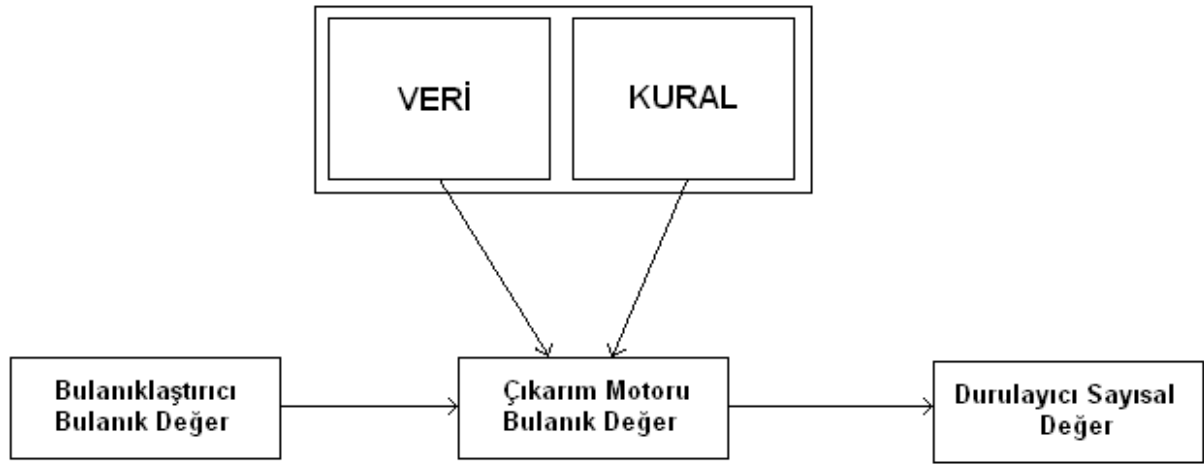 VERİ
KURAL
Bulanıklaştırıcı
Bulanık Değer
Çıkarım Motoru
Bulanık Değer
Durulayıcı Sayısal
Değer